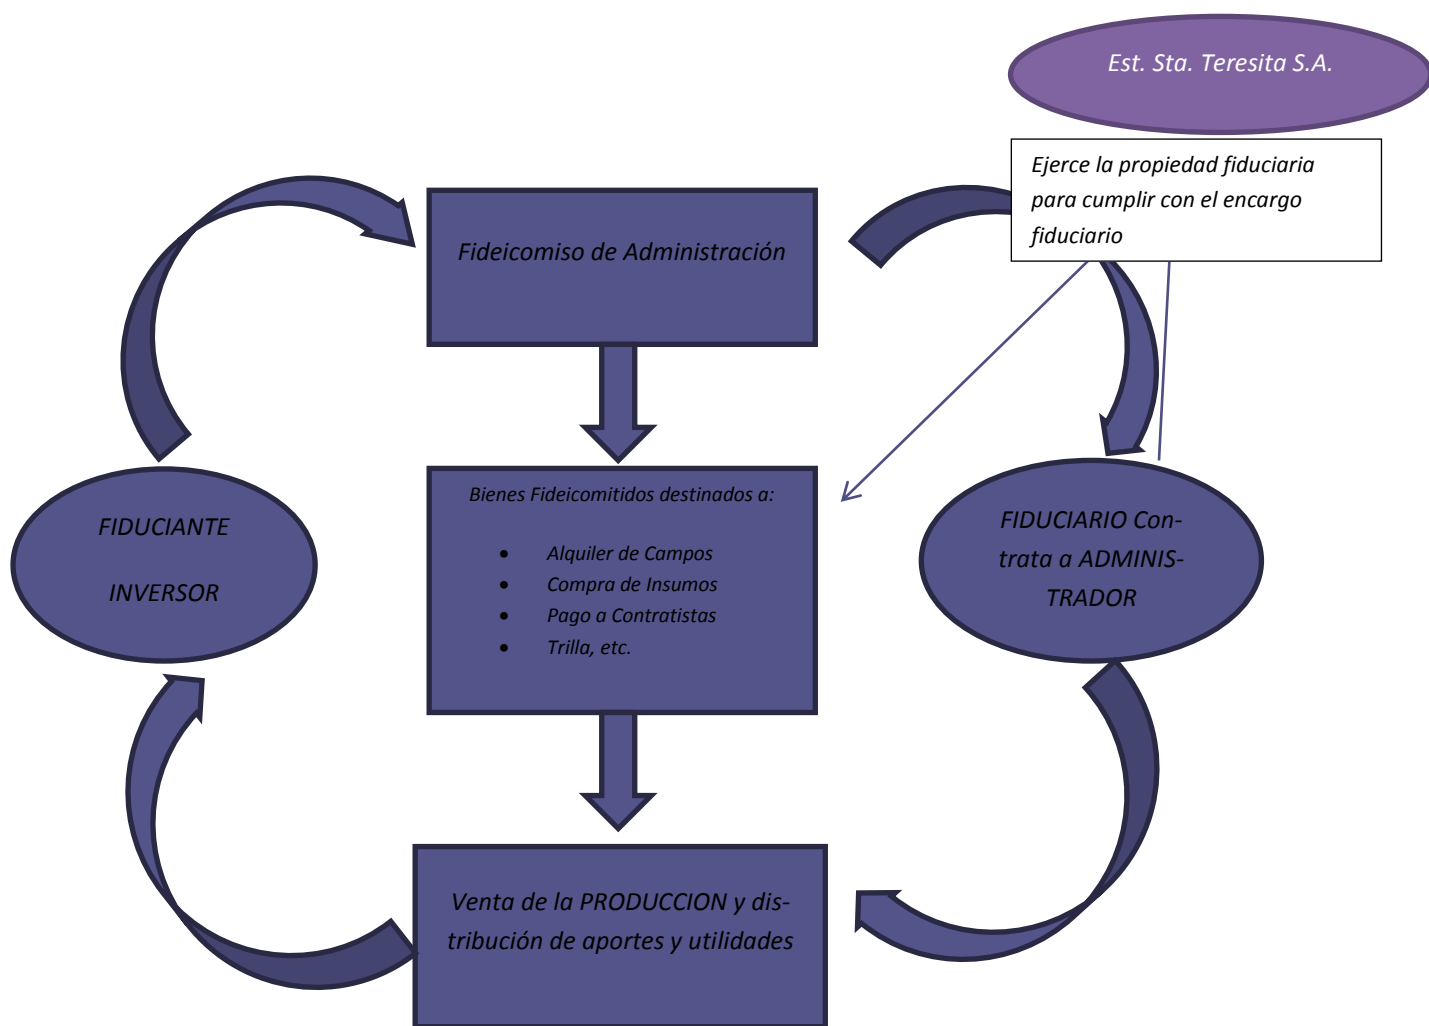 Est. Sta. Teresita S.A.
Ejerce la propiedad fiduciaria
para cumplir con el encargo
fiduciario
Fideicomiso de Administración
Bienes Fideicomitidos destinados a:
• Alquiler de Campos
• Compra de Insumos
• Pago a Contratistas
• Trilla, etc.
FIDUCIANTE
INVERSOR
FIDUCIARIO Con-
trata a ADMINIS-
TRADOR
Venta de la PRODUCCION y dis-
tribución de aportes y utilidades